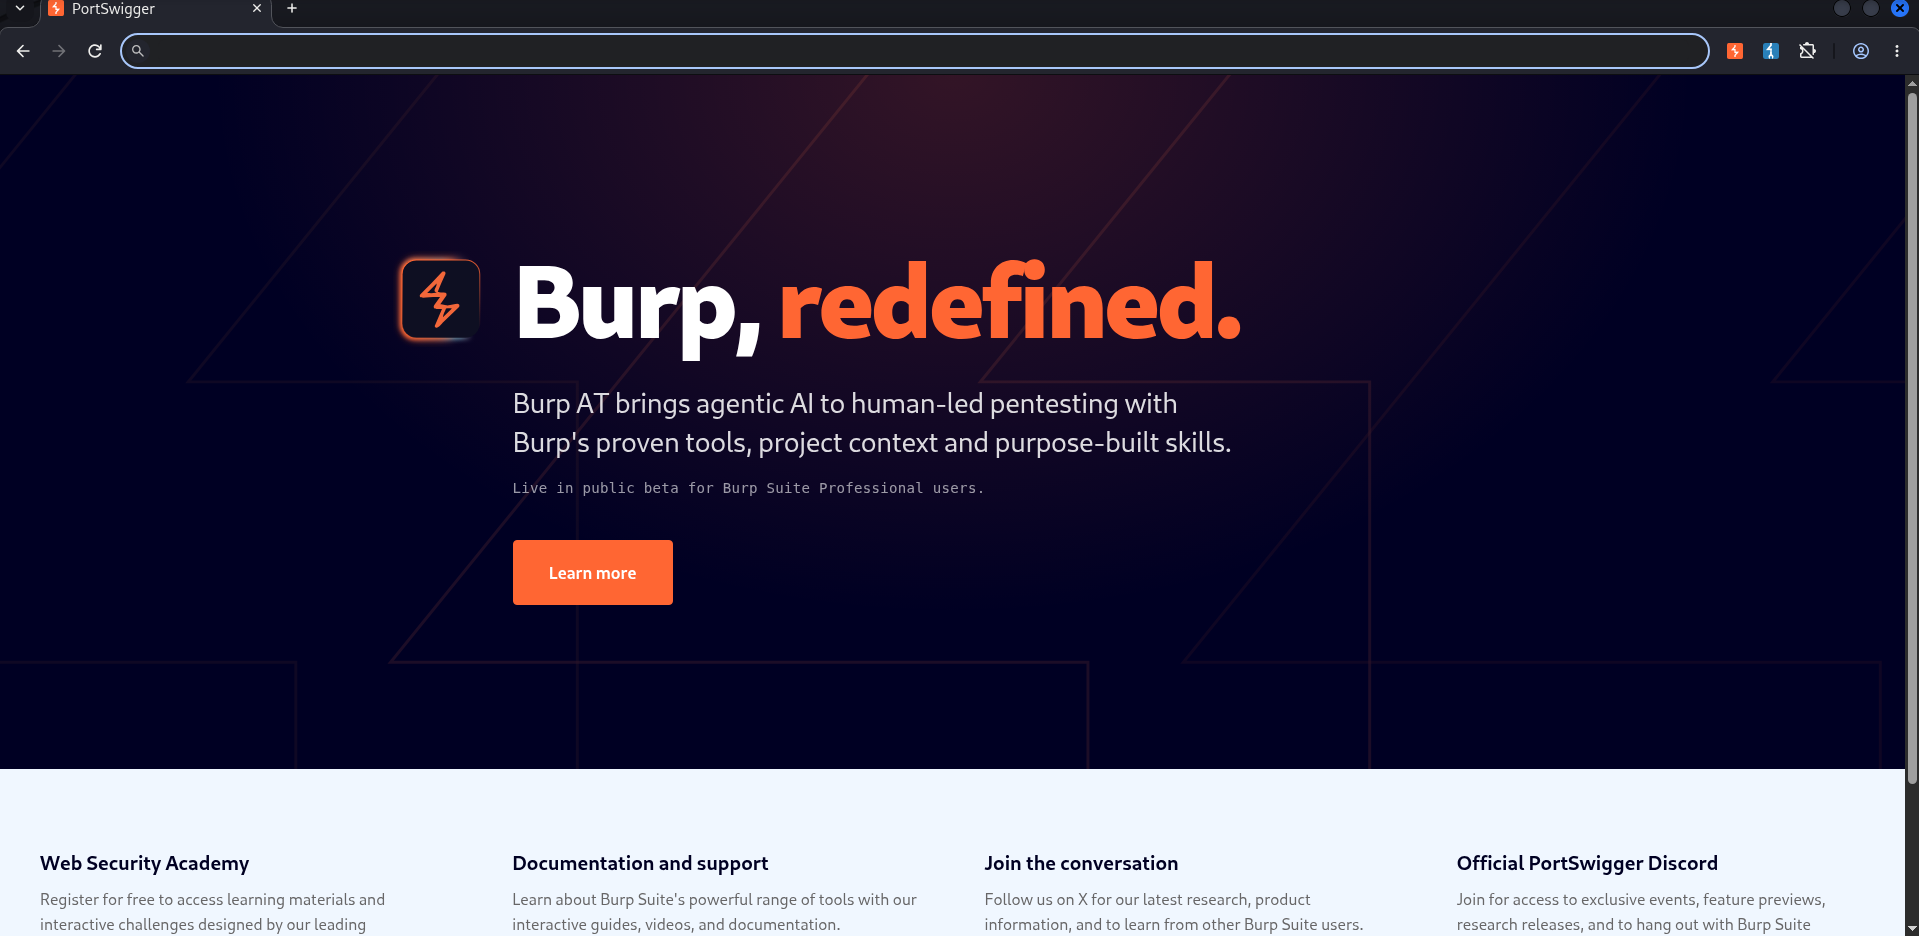 PortSwigger
Burp, redefined.
Burp AT brings agentic AI to human-led pentesting with
Burp's proven tools, project context and purpose-built skills.
Live in public beta for Burp Suite Professional users.
Learn more
Web Security Academy
Register for free to access learning materials and
interactive challenges designed by our leading
Documentation and support
Learn about Burp Suite's powerful range of tools with our
interactive guides, videos, and documentation.
Join the conversation
Follow us on X for our latest research, product
information, and to learn from other Burp Suite users.
Official PortSwigger Discord
Join for access to exclusive events, feature previews,
research releases, and to hang out with Burp Suite